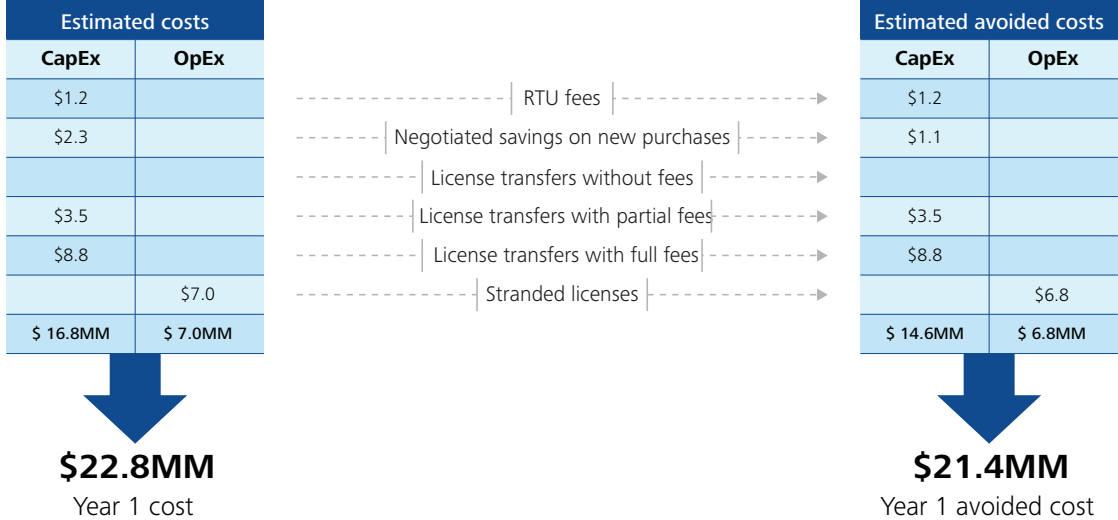 Estimated costs
CapEx OpEx
$1.2
$2.3
$3.5
$8.8
$7.0
$ 16.8MM $ 7.0MM
$22.8MM
Year 1 cost
RTU fees
Negotiated savings on new purchases
License transfers without fees
License transfers with partial fees
License transfers with full fees
Stranded licenses
Estimated avoided costs
CapEx OpEx
$1.2
$1.1
$3.5
$8.8
$6.8
$ 14.6MM $ 6.8MM
$21.4MM
Year 1 avoided cost